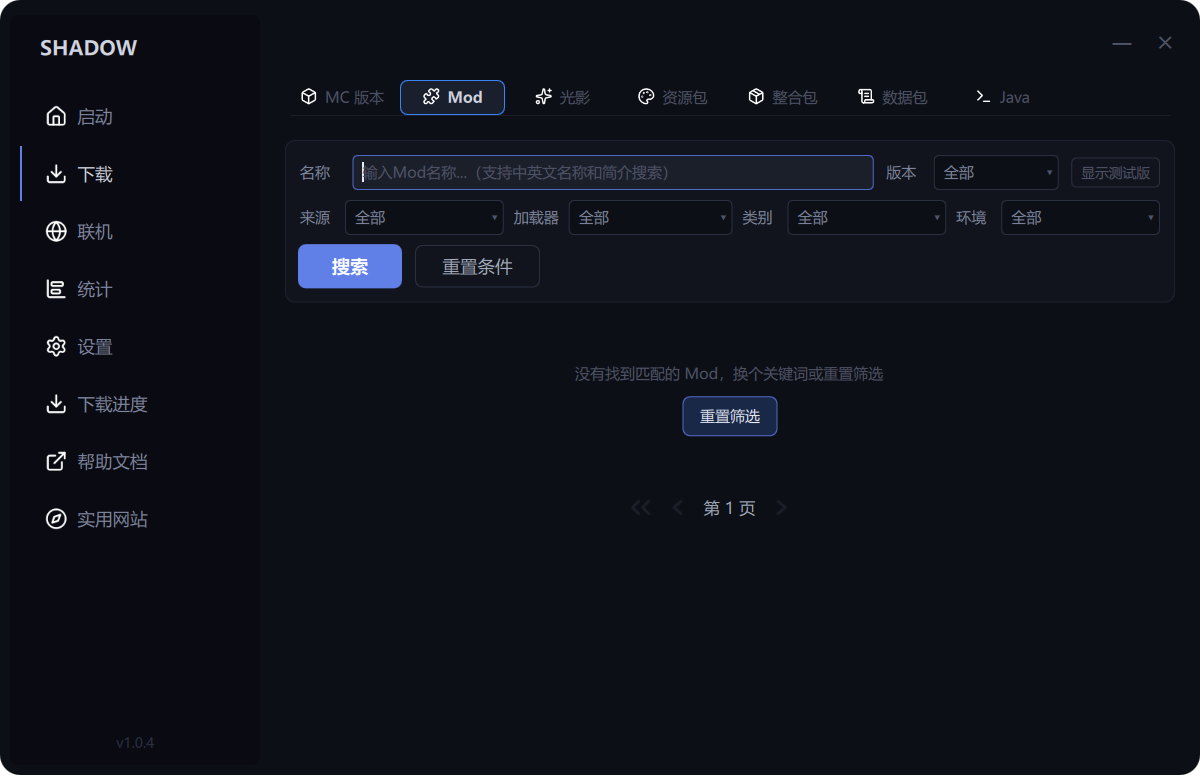 SHADOW
启动
下载
联机
统计
设置
下载进度
帮助文档
实用网站
v1.0.4
MC 版本 Mod 光影 资源包 整合包 数据包 Java
名称 输入Mod名称...（支持中英文名称和简介搜索） 版本 全部 显示测试版
来源 全部 加载器 全部 类别 全部 环境 全部
搜索 重置条件
没有找到匹配的 Mod，换个关键词或重置筛选
重置筛选
第 1 页